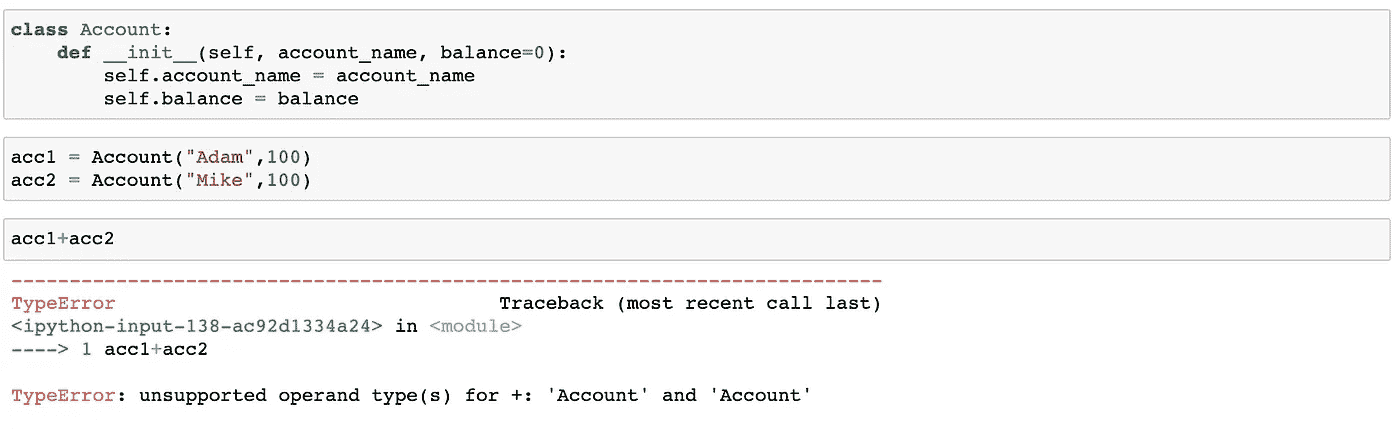 class Account:
    def __init__(self, account_name, balance=0):
        self.account_name = account_name
        self.balance = balance
acc1 = Account("Adam",100)
acc2 = Account("Mike",100)
acc1+acc2
---------------------------------------------------------------------------
TypeError                                 Traceback (most recent call last)
<ipython-input-138-ac92d1334a24> in <module>
----> 1 acc1+acc2
TypeError: unsupported operand type(s) for +: 'Account' and 'Account'